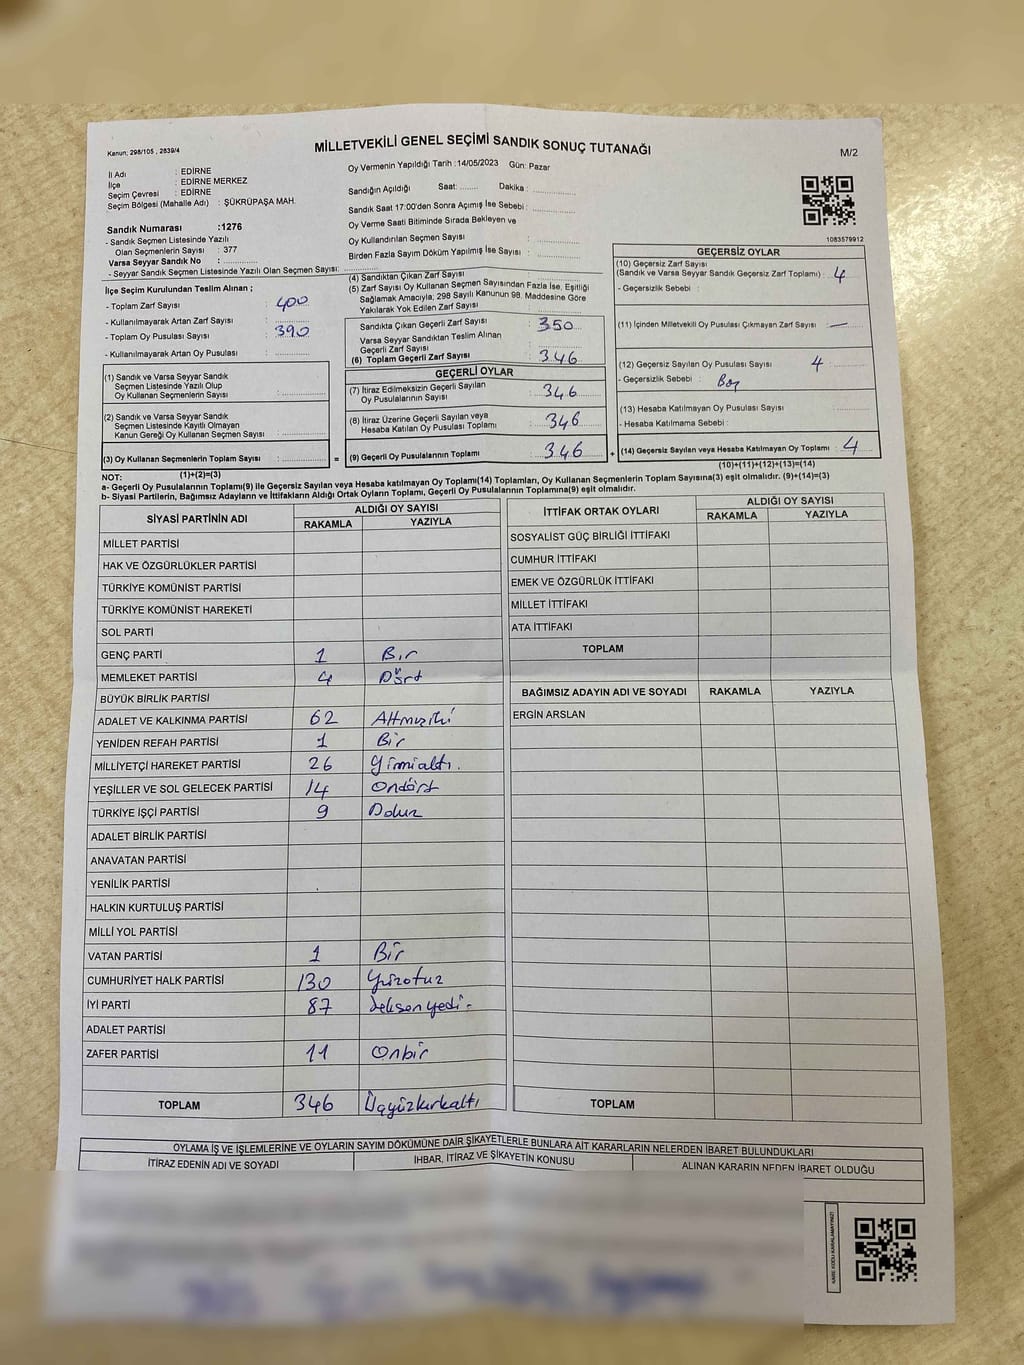 Kanun; 298/105 , 2839/4
MİLLETVEKİLİ GENEL SEÇİMİ SANDIK SONUÇ TUTANAĞI
M/2
İl Adı : EDİRNE
İlçe : EDİRNE MERKEZ
Seçim Çevresi : EDİRNE
Seçim Bölgesi (Mahalle Adı) : ŞÜKRÜPAŞA MAH.
Sandık Numarası :1276
- Sandık Seçmen Listesinde Yazılı
Olan Seçmenlerin Sayısı : 377
Varsa Seyyar Sandık No :
- Seyyar Sandık Seçmen Listesinde Yazılı Olan Seçmen Sayısı:
Oy Vermenin Yapıldığı Tarih :14/05/2023 Gün: Pazar
Sandığın Açıldığı Saat: ........ Dakika : ................
Sandık Saat 17:00'den Sonra Açılmış İse Sebebi : ................
Oy Verme Saati Bitiminde Sırada Bekleyen ve
Oy Kullandırılan Seçmen Sayısı
Birden Fazla Sayım Döküm Yapılmış İse Sayısı :
1083579912
İlçe Seçim Kurulundan Teslim Alınan ;
- Toplam Zarf Sayısı : 400
- Kullanılmayarak Artan Zarf Sayısı :
- Toplam Oy Pusulası Sayısı : 390
- Kullanılmayarak Artan Oy Pusulası :
(1) Sandık ve Varsa Seyyar Sandık
Seçmen Listesinde Yazılı Olup
Oy Kullanan Seçmenlerin Sayısı :
(2) Sandık ve Varsa Seyyar Sandık
Seçmen Listesinde Kayıtlı Olmayan
Kanun Gereği Oy Kullanan Seçmen Sayısı :
(3) Oy Kullanan Seçmenlerin Toplam Sayısı : =
(1)+(2)=(3)
(4) Sandıktan Çıkan Zarf Sayısı :
(5) Zarf Sayısı Oy Kullanan Seçmen Sayısından Fazla İse, Eşitliği
Sağlamak Amacıyla; 298 Sayılı Kanunun 98. Maddesine Göre
Yakılarak Yok Edilen Zarf Sayısı :
Sandıkta Çıkan Geçerli Zarf Sayısı : 350
Varsa Seyyar Sandıktan Teslim Alınan
Geçerli Zarf Sayısı
(6) Toplam Geçerli Zarf Sayısı : 346
GEÇERLİ OYLAR
(7) İtiraz Edilmeksizin Geçerli Sayılan
Oy Pusulalarının Sayısı : 346
(8) İtiraz Üzerine Geçerli Sayılan veya
Hesaba Katılan Oy Pusulaları Toplamı : 346
(9) Geçerli Oy Pusulalarının Toplamı : 346 +
GEÇERSİZ OYLAR
(10) Geçersiz Zarf Sayısı
(Sandık ve Varsa Seyyar Sandık Geçersiz Zarf Toplamı) : 4
- Geçersizlik Sebebi :
(11) İçinden Milletvekili Oy Pusulası Çıkmayan Zarf Sayısı : —
(12) Geçersiz Sayılan Oy Pusulası Sayısı : 4
- Geçersizlik Sebebi : Boş
(13) Hesaba Katılmayan Oy Pusulası Sayısı
- Hesaba Katılmama Sebebi :
(14) Geçersiz Sayılan veya Hesaba Katılmayan Oy Toplamı : 4
(10)+(11)+(12)+(13)=(14)
NOT:
a- Geçerli Oy Pusulalarının Toplamı(9) ile Geçersiz Sayılan veya Hesaba katılmayan Oy Toplamı(14) Toplamları, Oy Kullanan Seçmenlerin Toplam Sayısına(3) eşit olmalıdır. (9)+(14)=(3)
b- Siyasi Partilerin, Bağımsız Adayların ve İttifakların Aldığı Ortak Oyların Toplamı, Geçerli Oy Pusulalarının Toplamına(9) eşit olmalıdır.
SİYASİ PARTİNİN ADI ALDIĞI OY SAYISI
RAKAMLA YAZIYLA
MİLLET PARTİSİ
HAK VE ÖZGÜRLÜKLER PARTİSİ
TÜRKİYE KOMÜNİST PARTİSİ
TÜRKİYE KOMÜNİST HAREKETİ
SOL PARTİ
GENÇ PARTİ 1 Bir
MEMLEKET PARTİSİ 4 Dört
BÜYÜK BİRLİK PARTİSİ
ADALET VE KALKINMA PARTİSİ 62 Altmışiki
YENİDEN REFAH PARTİSİ 1 Bir
MİLLİYETÇİ HAREKET PARTİSİ 26 Yirmialtı.
YEŞİLLER VE SOL GELECEK PARTİSİ 14 Ondört
TÜRKİYE İŞÇİ PARTİSİ 9 Dokuz
ADALET BİRLİK PARTİSİ
ANAVATAN PARTİSİ
YENİLİK PARTİSİ
HALKIN KURTULUŞ PARTİSİ
MİLLİ YOL PARTİSİ
VATAN PARTİSİ 1 Bir
CUMHURİYET HALK PARTİSİ 130 Yüzotuz
İYİ PARTİ 87 Seksenyedi-
ADALET PARTİSİ
ZAFER PARTİSİ 11 Onbir
TOPLAM 346 Üçyüzkırkaltı
İTTİFAK ORTAK OYLARI ALDIĞI OY SAYISI
RAKAMLA YAZIYLA
SOSYALİST GÜÇ BİRLİĞİ İTTİFAKI
CUMHUR İTTİFAKI
EMEK VE ÖZGÜRLÜK İTTİFAKI
MİLLET İTTİFAKI
ATA İTTİFAKI
TOPLAM
BAĞIMSIZ ADAYIN ADI VE SOYADI RAKAMLA YAZIYLA
ERGİN ARSLAN
TOPLAM
OYLAMA İŞ VE İŞLEMLERİNE VE OYLARIN SAYIM DÖKÜMÜNE DAİR ŞİKAYETLERLE BUNLARA AİT KARARLARIN NELERDEN İBARET BULUNDUKLARI
İTİRAZ EDENİN ADI VE SOYADI İHBAR, İTİRAZ VE ŞİKAYETİN KONUSU ALINAN KARARIN NEDEN İBARET OLDUĞU
KARE KODU KARALAMAYINIZ!